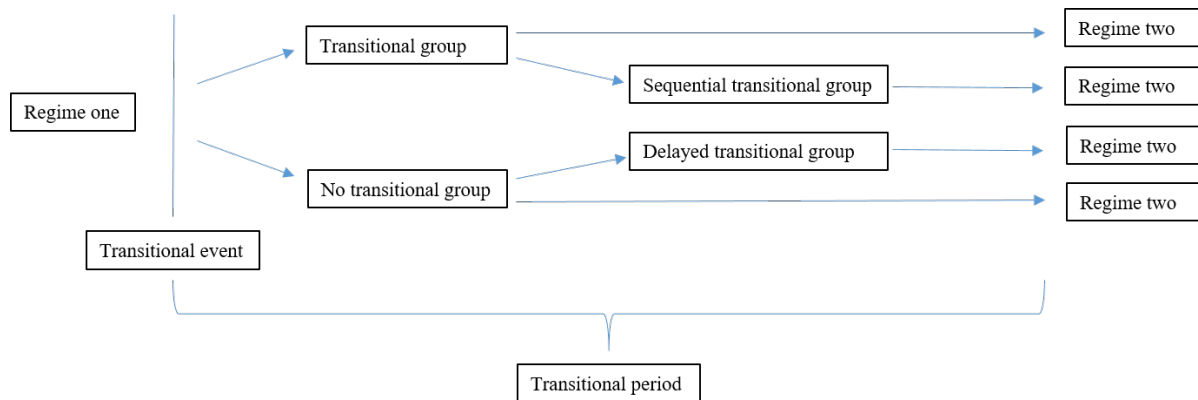 Transitional group
Regime two
Sequential transitional group
Regime two
Regime one
Delayed transitional group
Regime two
No transitional group
Regime two
Transitional event
Transitional period